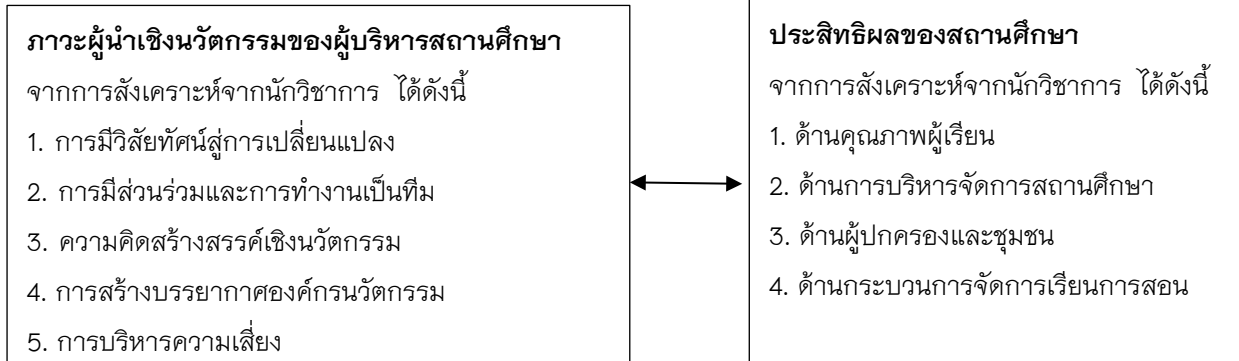 ภาวะผู้นำเชิงนวัตกรรมของผู้บริหารสถานศึกษา
จากการสังเคราะห์จากนักวิชาการ ได้ดังนี้
1. การมีวิสัยทัศน์สู่การเปลี่ยนแปลง
2. การมีส่วนร่วมและการทำงานเป็นทีม
3. ความคิดสร้างสรรค์เชิงนวัตกรรม
4. การสร้างบรรยากาศองค์กรนวัตกรรม
5. การบริหารความเสี่ยง
ประสิทธิผลของสถานศึกษา
จากการสังเคราะห์จากนักวิชาการ ได้ดังนี้
1. ด้านคุณภาพผู้เรียน
2. ด้านการบริหารจัดการสถานศึกษา
3. ด้านผู้ปกครองและชุมชน
4. ด้านกระบวนการจัดการเรียนการสอน